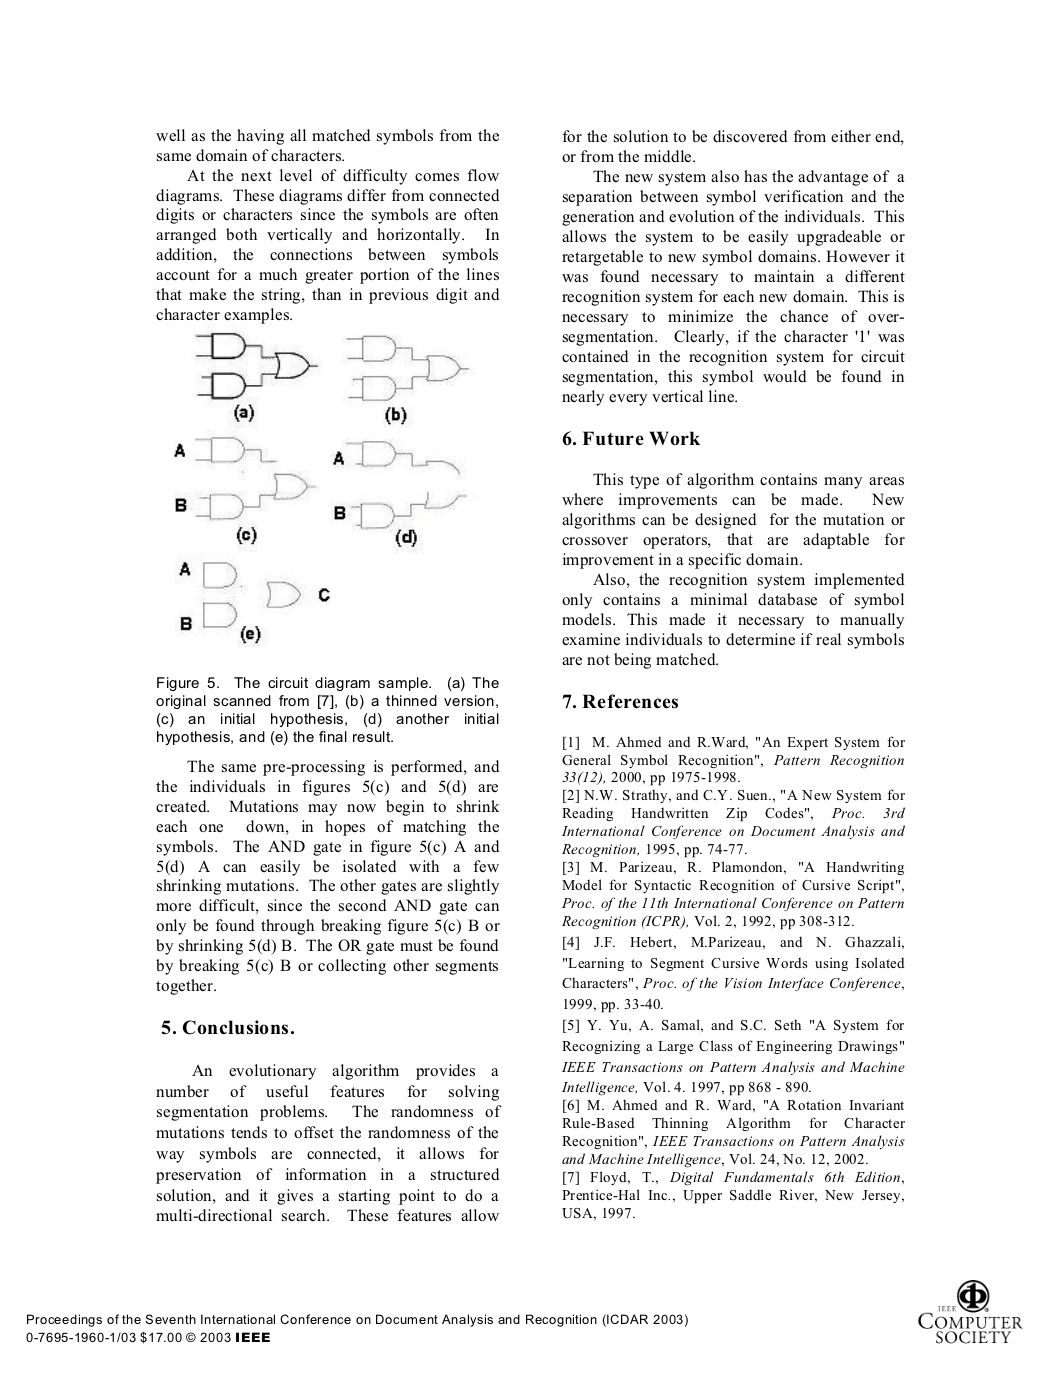 well as the having all matched symbols from the
same domain of characters.
At the next level of difficulty comes flow
diagrams. These diagrams differ from connected
digits or characters since the symbols are often
arranged both vertically and horizontally. In
addition, the connections between symbols
account for a much greater portion of the lines
that make the string, than in previous digit and
character examples.
(a)
(b)
A
A
B
B
(c)
(d)
A
C
B
(e)
Figure 5. The circuit diagram sample. (a) The
original scanned from [7], (b) a thinned version,
(c) an initial hypothesis, (d) another initial
hypothesis, and (e) the final result.
The same pre-processing is performed, and
the individuals in figures 5(c) and 5(d) are
created. Mutations may now begin to shrink
each one down, in hopes of matching the
symbols. The AND gate in figure 5(c) A and
5(d) A can easily be isolated with a few
shrinking mutations. The other gates are slightly
more difficult, since the second AND gate can
only be found through breaking figure 5(c) B or
by shrinking 5(d) B. The OR gate must be found
by breaking 5(c) B or collecting other segments
together.
5. Conclusions.
An evolutionary algorithm provides a
number of useful features for solving
segmentation problems. The randomness of
mutations tends to offset the randomness of the
way symbols are connected, it allows for
preservation of information in a structured
solution, and it gives a starting point to do a
multi-directional search. These features allow
for the solution to be discovered from either end,
or from the middle.
The new system also has the advantage of a
separation between symbol verification and the
generation and evolution of the individuals. This
allows the system to be easily upgradeable or
retargetable to new symbol domains. However it
was found necessary to maintain a different
recognition system for each new domain. This is
necessary to minimize the chance of over-
segmentation. Clearly, if the character '1' was
contained in the recognition system for circuit
segmentation, this symbol would be found in
nearly every vertical line.
6. Future Work
This type of algorithm contains many areas
where improvements can be made. New
algorithms can be designed for the mutation or
crossover operators, that are adaptable for
improvement in a specific domain.
Also, the recognition system implemented
only contains a minimal database of symbol
models. This made it necessary to manually
examine individuals to determine if real symbols
are not being matched.
7. References
[1] M. Ahmed and R.Ward, "An Expert System for
General Symbol Recognition", Pattern Recognition
33(12), 2000, pp 1975-1998.
[2] N.W. Strathy, and C.Y. Suen., "A New System for
Reading Handwritten Zip Codes", Proc. 3rd
International Conference on Document Analysis and
Recognition, 1995, pp. 74-77.
[3] M. Parizeau, R. Plamondon, "A Handwriting
Model for Syntactic Recognition of Cursive Script",
Proc. of the 11th International Conference on Pattern
Recognition (ICPR), Vol. 2, 1992, pp 308-312.
[4] J.F. Hebert, M.Parizeau, and N. Ghazzali,
"Learning to Segment Cursive Words using Isolated
Characters", Proc. of the Vision Interface Conference,
1999, pp. 33-40.
[5] Y. Yu, A. Samal, and S.C. Seth "A System for
Recognizing a Large Class of Engineering Drawings"
IEEE Transactions on Pattern Analysis and Machine
Intelligence, Vol. 4. 1997, pp 868 - 890.
[6] M. Ahmed and R. Ward, "A Rotation Invariant
Rule-Based Thinning Algorithm for Character
Recognition", IEEE Transactions on Pattern Analysis
and Machine Intelligence, Vol. 24, No. 12, 2002.
[7] Floyd, T., Digital Fundamentals 6th Edition,
Prentice-Hal Inc., Upper Saddle River, New Jersey,
USA, 1997.
Proceedings of the Seventh International Conference on Document Analysis and Recognition (ICDAR 2003)
0-7695-1960-1/03 $17.00 © 2003 IEEE
IEEE
COMPUTER
SOCIETY